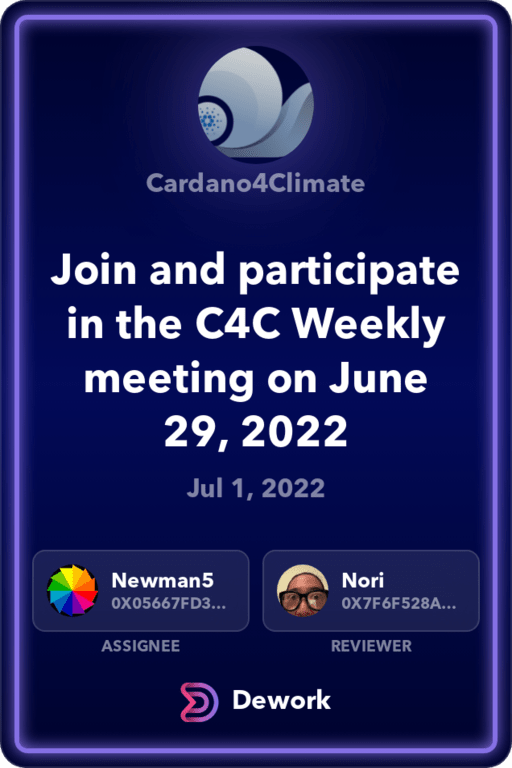 Cardano4Climate
Join and participate
in the C4C Weekly
meeting on June
29, 2022
Jul 1, 2022
Newman5
0X05667FD3...
ASSIGNEE
Nori
0X7F6F528A...
REVIEWER
Dework